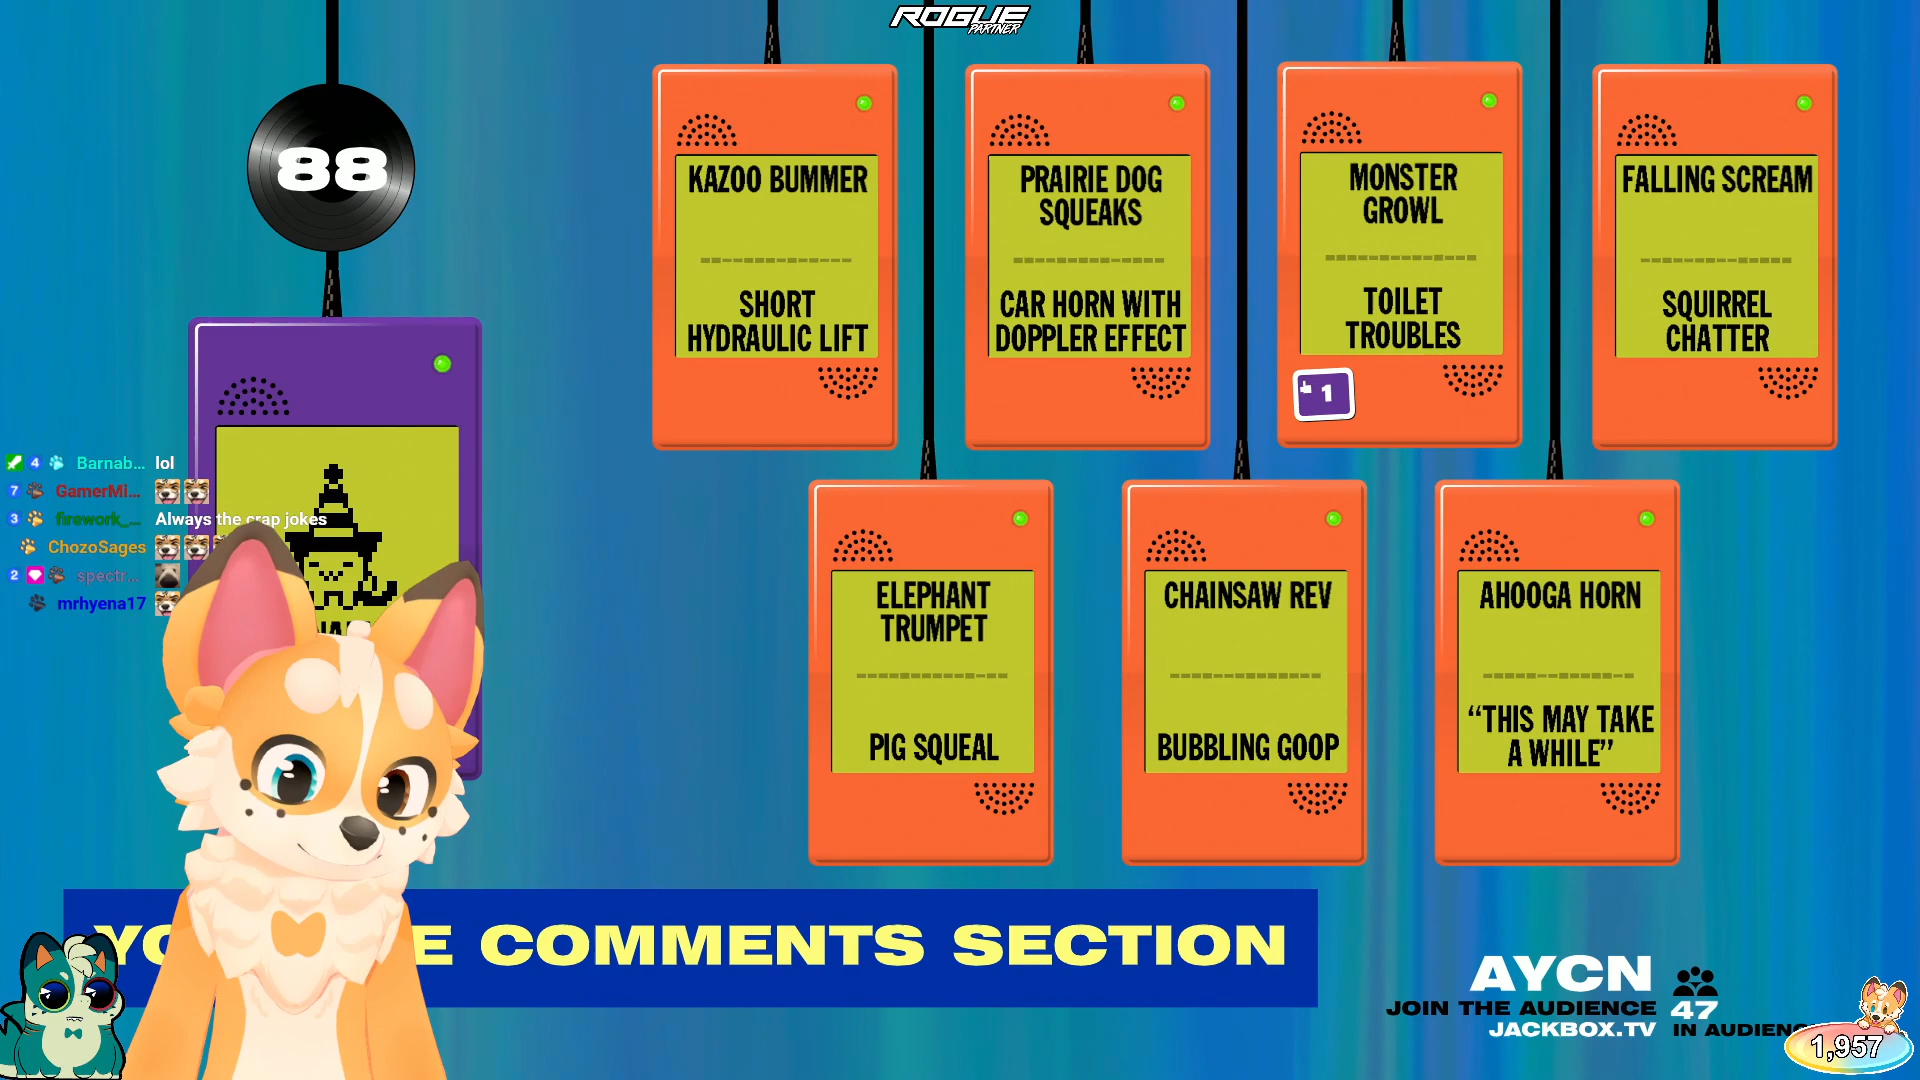 ROGUE
PARTNER
88
KAZOO BUMMER
SHORT
HYDRAULIC LIFT
PRAIRIE DOG
SQUEAKS
CAR HORN WITH
DOPPLER EFFECT
MONSTER
GROWL
TOILET
TROUBLES
1
FALLING SCREAM
SQUIRREL
CHATTER
4 Barnab... lol
7 GamerMi...
3 firework_... Always the crap jokes
ChozoSages
2 spectr...
mrhyena17
ELEPHANT
TRUMPET
PIG SQUEAL
CHAINSAW REV
BUBBLING GOOP
AHOOGA HORN
“THIS MAY TAKE
A WHILE”
COMMENTS SECTION
AYCN
JOIN THE AUDIENCE
JACKBOX.TV
47
IN AUDIENC
1,957